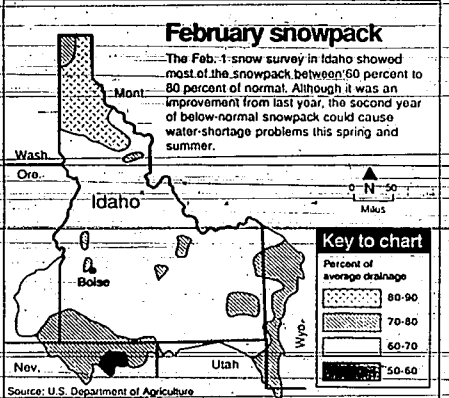 February snowpack
The Feb. 1 snow survey in Idaho showed
most of the snowpack between 60 percent to
80 percent of normal. Although it was an
improvement from last year, the second year
of below-normal snowpack could cause
water-shortage problems this spring and
summer.
Mont.
Wash.
Ore.
Idaho
0 N 50
Miles
Boise
Key to chart
Percent of
average drainage
80-90
70-80
60-70
50-60
Wyo.
Nev.
Utah
Source: U.S. Department of Agriculture